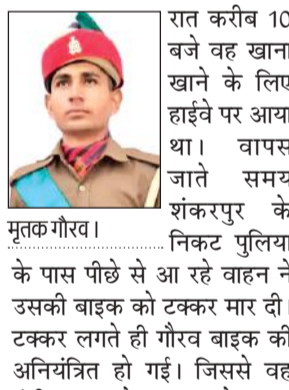 रात करीब 10
बजे वह खाना
खाने के लिए
हाईवे पर आया
था। वापस
जाते समय
शंकरपुर के
निकट पुलिया
मृतक गौरव।
के पास पीछे से आ रहे वाहन ने
उसकी बाइक को टक्कर मार दी।
टक्कर लगते ही गौरव बाइक की
अनियंत्रित हो गई। जिससे वह